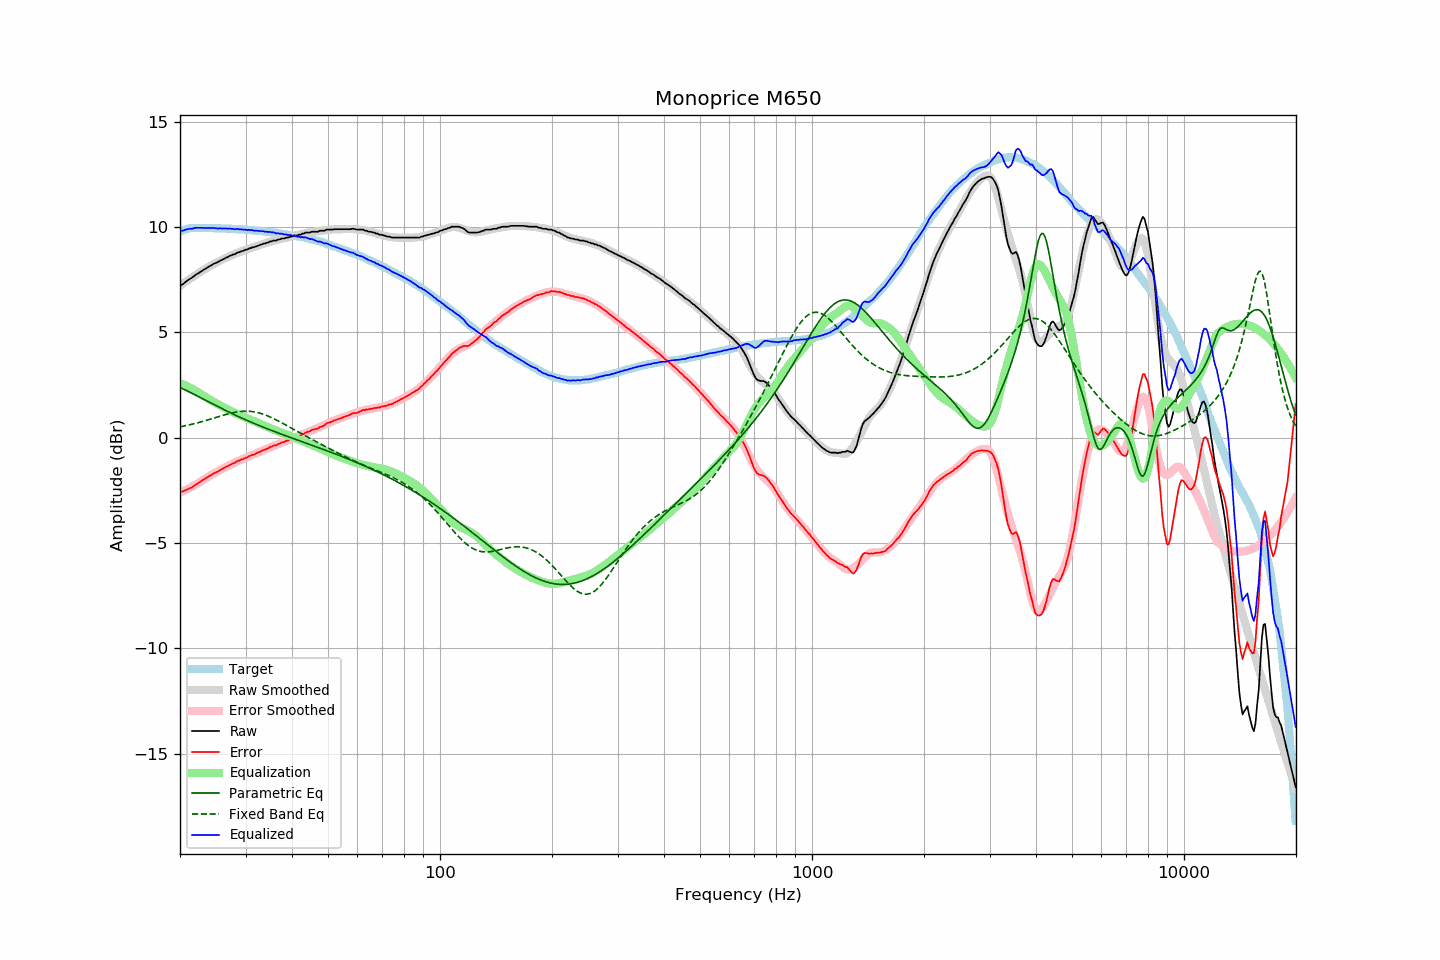 Monoprice M650
15
10
5
0
−5
−10
−15
Amplitude (dBr)
Target
Raw Smoothed
Error Smoothed
Raw
Error
Equalization
Parametric Eq
Fixed Band Eq
Equalized
100
1000
10000
Frequency (Hz)